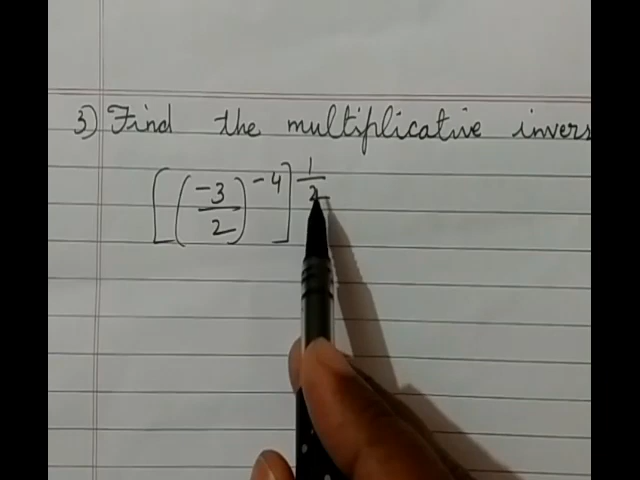 3) Find the multiplicative invers
[(-3/2)^-4]^1/2